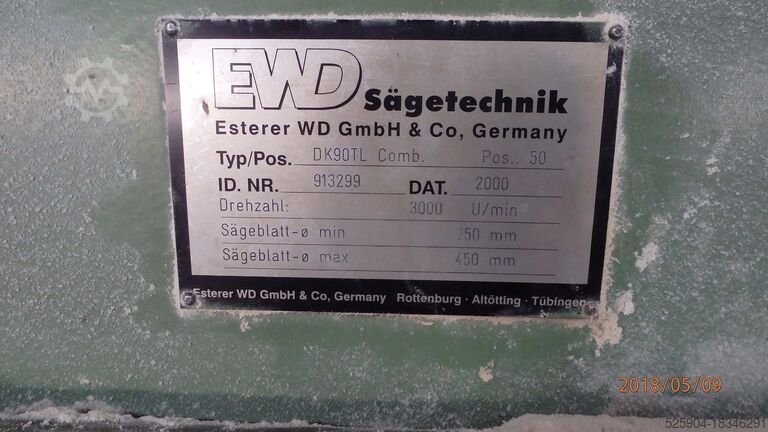 EWD Sägetechnik
Esterer WD GmbH & Co, Germany
Typ/Pos. DK90TL Comb. Pos.: 50
ID. NR. 913299 DAT. 2000
Drehzahl: 3000 U/min
Sägeblatt-ø min 250 mm
Sägeblatt-ø max 450 mm
Esterer WD GmbH & Co, Germany Rottenburg · Altötting · Tübingen
2018/05/09
525904-18346291